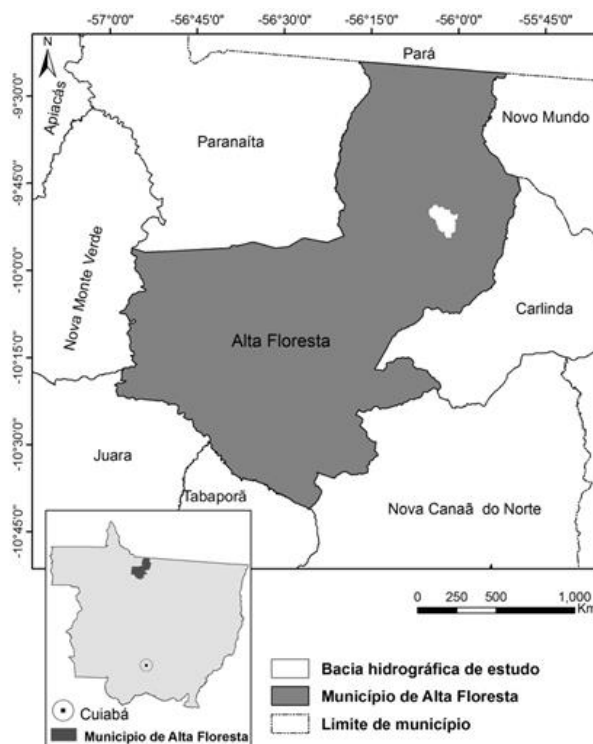 -57°0'0" -56°45'0" -56°30'0" -56°15'0" -56°0'0" -55°45'0"
N
Pará
-9°30'0"
Apiacás
Novo Mundo
Paranaíta
-9°45'0"
-10°0'0"
Nova Monte Verde
Carlinda
Alta Floresta
-10°15'0"
-10°30'0"
Juara
Tabaporã
Nova Canaã do Norte
-10°45'0"
0 250 500 1,000
Km
Bacia hidrográfica de estudo
Município de Alta Floresta
Limite de município
Cuiabá
Município de Alta Floresta